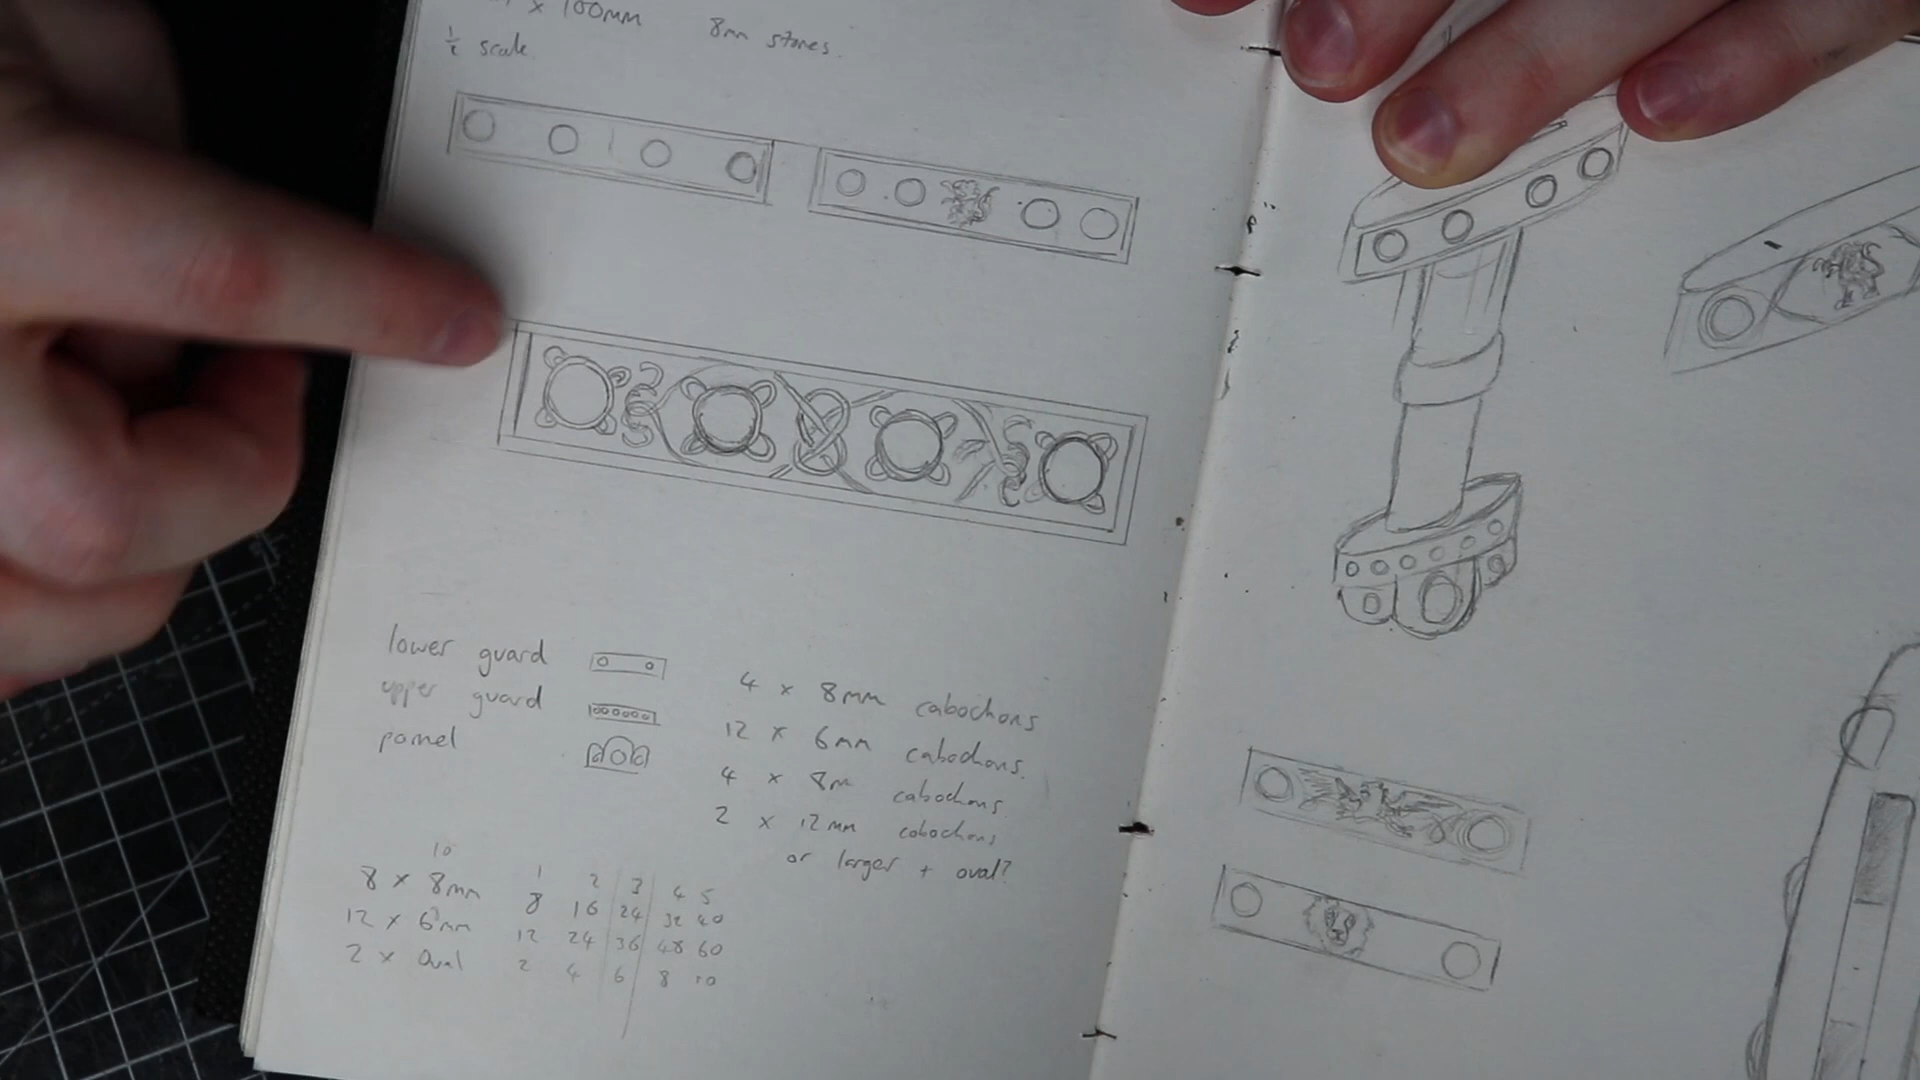 x 100mm 8mm stones.
½ scale
lower guard
upper guard
pomel
4 x 8mm cabochons
12 x 6mm cabochons.
4 x 8m cabochons
2 x 12mm cabochons
or larger + oval?
10
8 x 8mm
12 x 6mm
2 x Oval
1 2 3 4 5
8 16 24 32 40
12 24 36 48 60
2 4 6 8 10